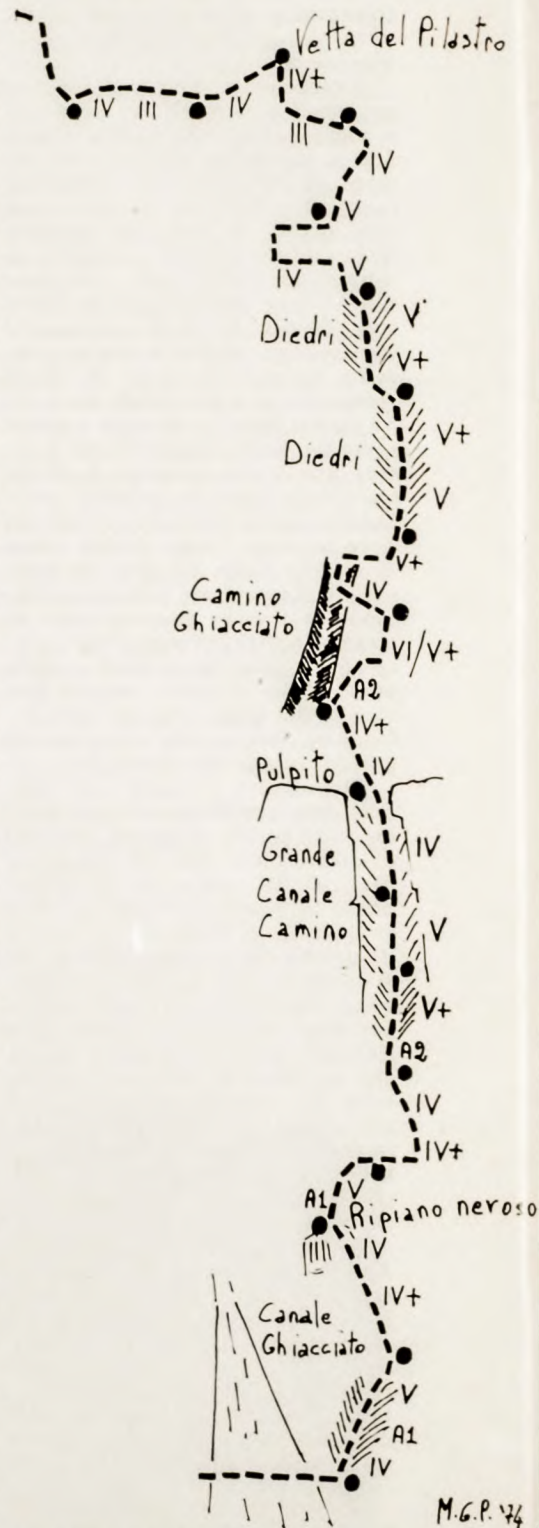 Vetta del Pilastro
IV+
IV III IV
III
IV
V
IV V
Diedri V
V+
Diedri V+
V
V+
Camino IV
Ghiacciato
VI/V+
A2
IV+
Pulpito IV
Grande IV
Canale
Camino V
V+
A2
IV
IV+
A1 V
Ripiano nevoso
IV
IV+
Canale
Ghiacciato
V
A1
IV
M.G.P. '74